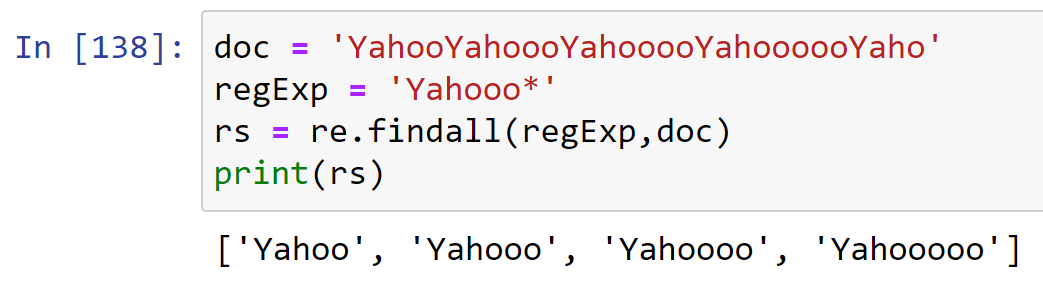 In [138]: doc = 'YahooYahoooYahooooYahoooooYaho'
regExp = 'Yahooo*'
rs = re.findall(regExp,doc)
print(rs)
['Yahoo', 'Yahooo', 'Yahoooo', 'Yahooooo']